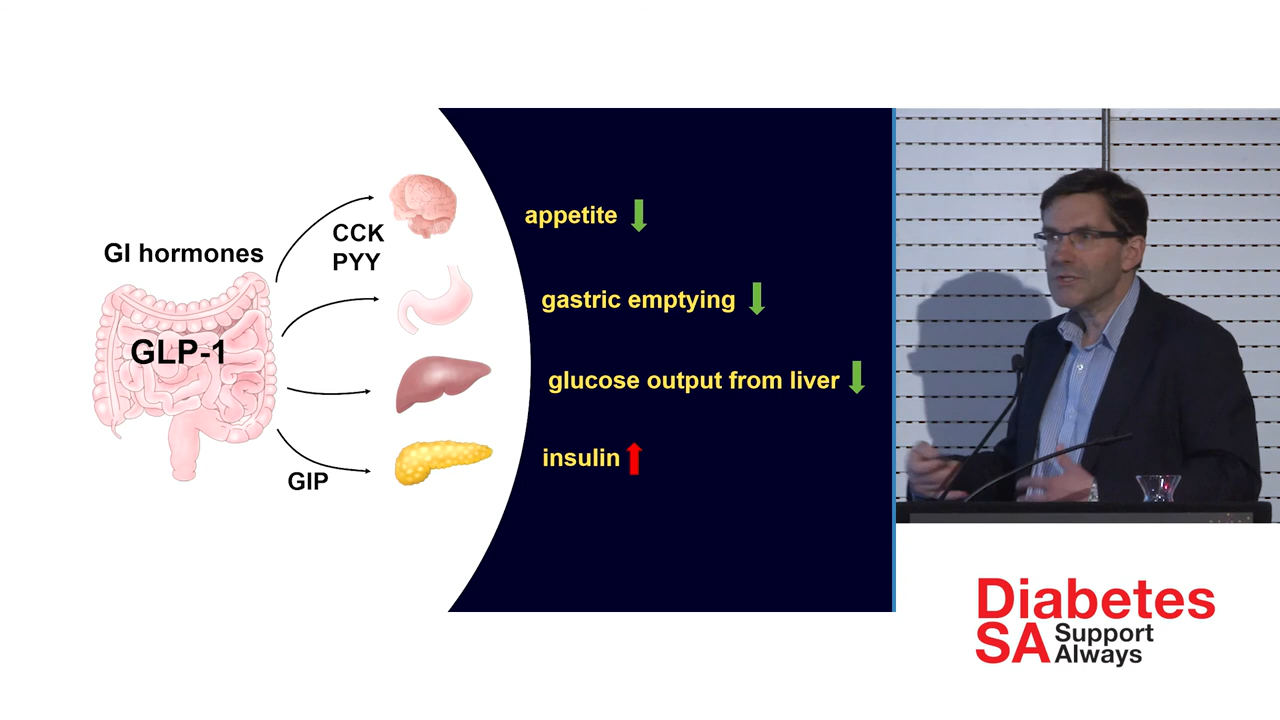 GI hormones
GLP-1
CCK
PYY
GIP
appetite
gastric emptying
glucose output from liver
insulin
Diabetes
SA Support
Always